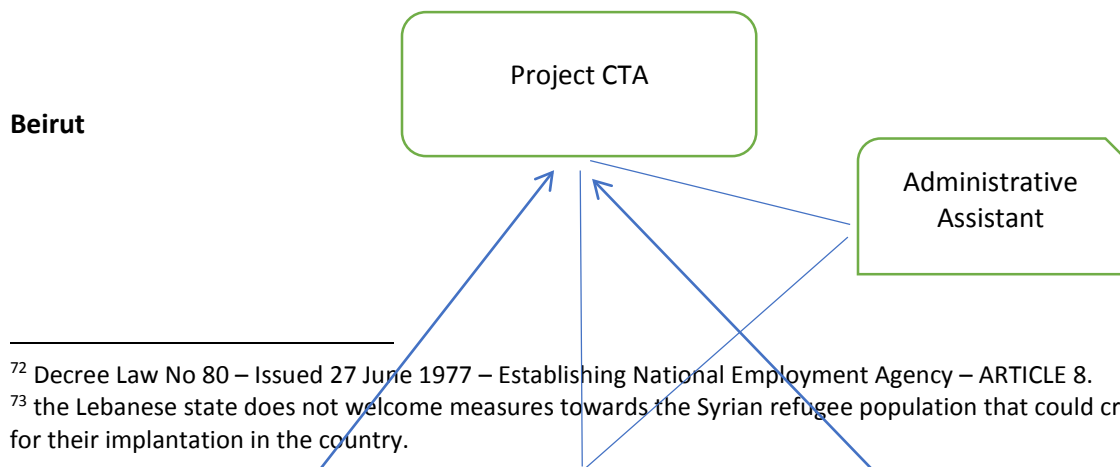 Project CTA
Beirut
Administrative
Assistant
72 Decree Law No 80 – Issued 27 June 1977 – Establishing National Employment Agency – ARTICLE 8.
73 the Lebanese state does not welcome measures towards the Syrian refugee population that could
for their implantation in the country.